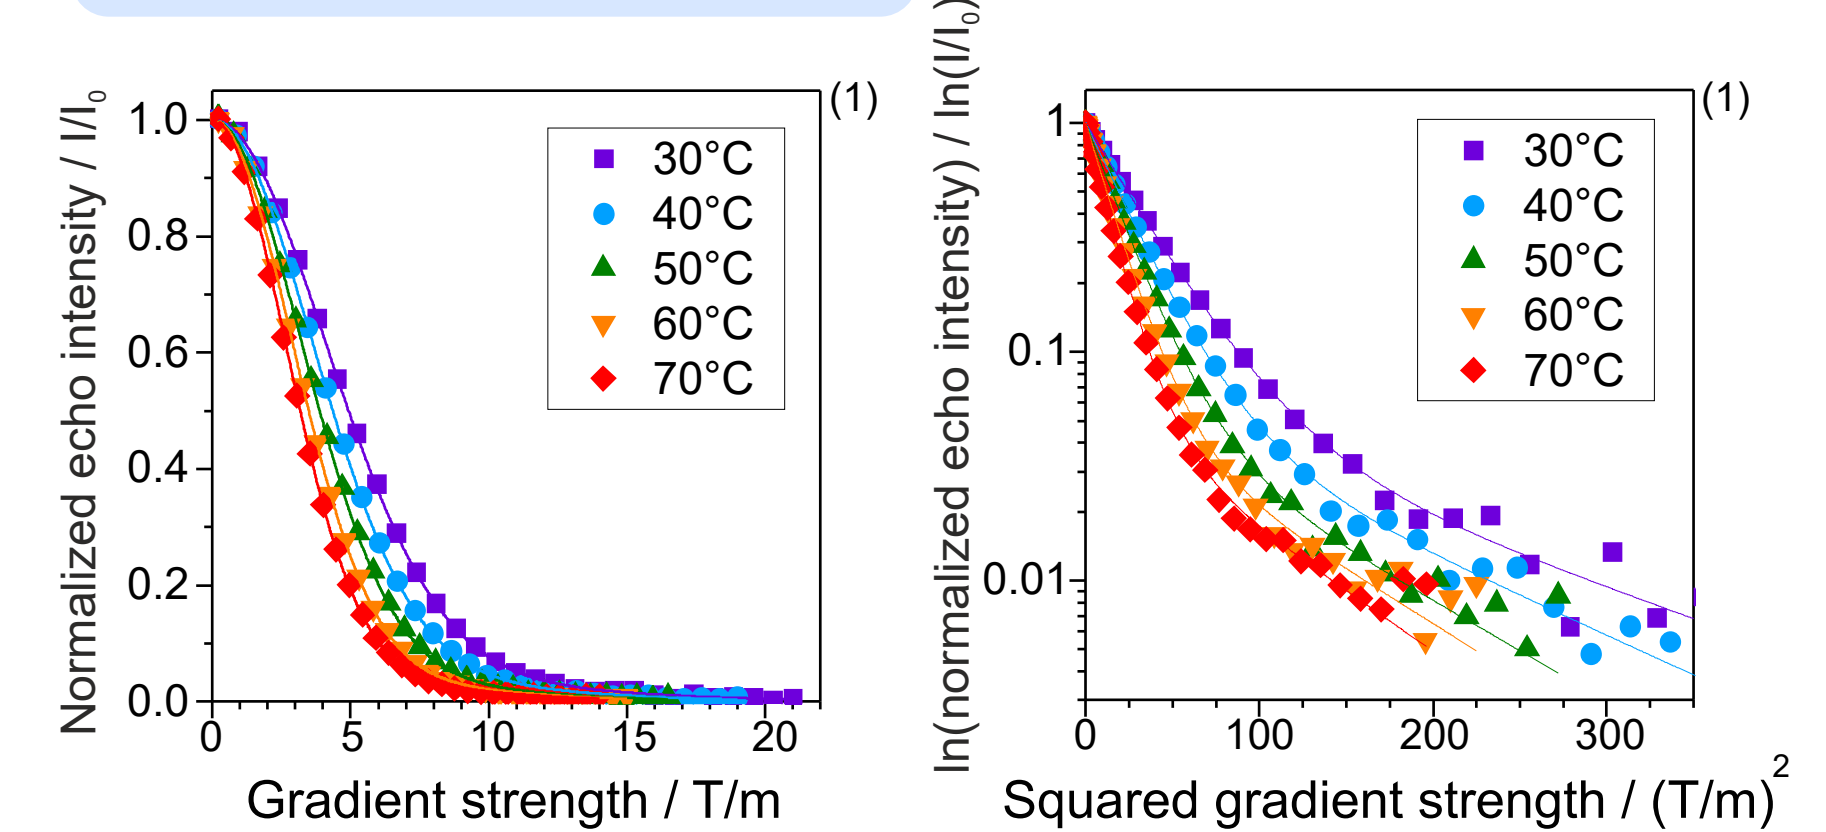 Normalized echo intensity / I/I0
1.0
0.8
0.6
0.4
0.2
0.0
0
5
10
15
20
Gradient strength / T/m
(1)
30°C
40°C
50°C
60°C
70°C
ln(normalized echo intensity) / ln(I/I0)
1
0.1
0.01
0
100
200
300
Squared gradient strength / (T/m)2
(1)
30°C
40°C
50°C
60°C
70°C